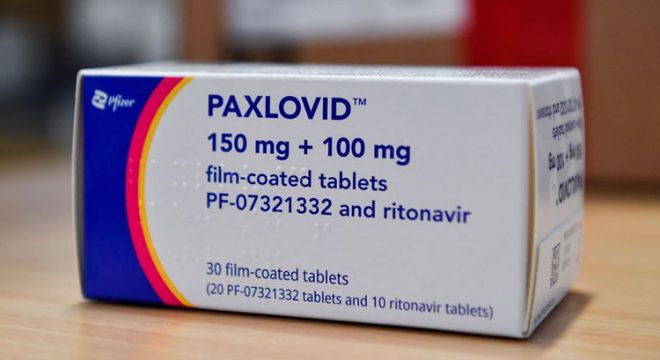 Pfizer
PAXLOVID™
150 mg + 100 mg
film-coated tablets
PF-07321332 and ritonavir
30 film-coated tablets
(20 PF-07321332 tablets and 10 ritonavir tablets)